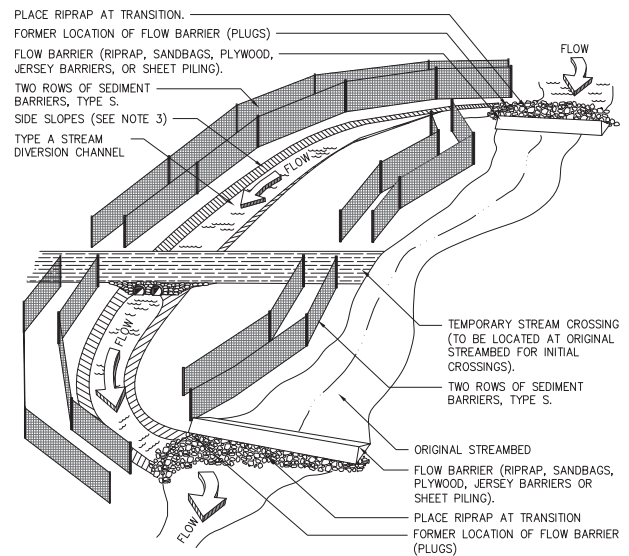 PLACE RIPRAP AT TRANSITION.
FORMER LOCATION OF FLOW BARRIER (PLUGS)
FLOW BARRIER (RIPRAP, SANDBAGS, PLYWOOD,
JERSEY BARRIERS, OR SHEET PILING).
TWO ROWS OF SEDIMENT
BARRIERS, TYPE S.
SIDE SLOPES (SEE NOTE 3)
TYPE A STREAM
DIVERSION CHANNEL
FLOW
FLOW
FLOW
TEMPORARY STREAM CROSSING
(TO BE LOCATED AT ORIGINAL
STREAMBED FOR INITIAL
CROSSINGS).
TWO ROWS OF SEDIMENT
BARRIERS, TYPE S.
ORIGINAL STREAMBED
FLOW BARRIER (RIPRAP, SANDBAGS,
PLYWOOD, JERSEY BARRIERS OR
SHEET PILING).
PLACE RIPRAP AT TRANSITION
FORMER LOCATION OF FLOW BARRIER
(PLUGS)
FLOW